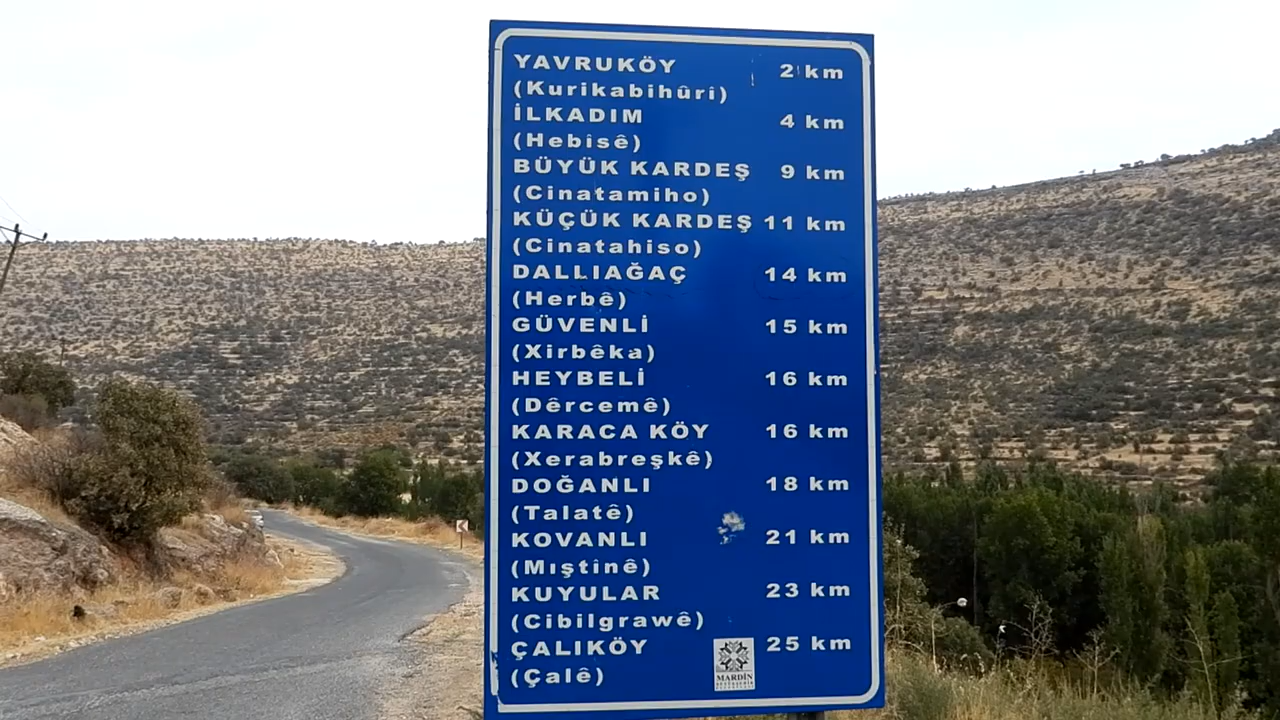 YAVRUKÖY 2 km
(Kurikabihûri)
İLKADIM 4 km
(Hebisê)
BÜYÜK KARDEŞ 9 km
(Cinatamiho)
KÜÇÜK KARDEŞ 11 km
(Cinatahiso)
DALLIAĞAÇ 14 km
(Herbê)
GÜVENLİ 15 km
(Xirbêka)
HEYBELİ 16 km
(Dêrcemê)
KARACA KÖY 16 km
(Xerabreşkê)
DOĞANLI 18 km
(Talatê)
KOVANLI 21 km
(Mıştînê)
KUYULAR 23 km
(Cibilgrawê)
ÇALIKÖY 25 km
(Çalê)
MARDİN